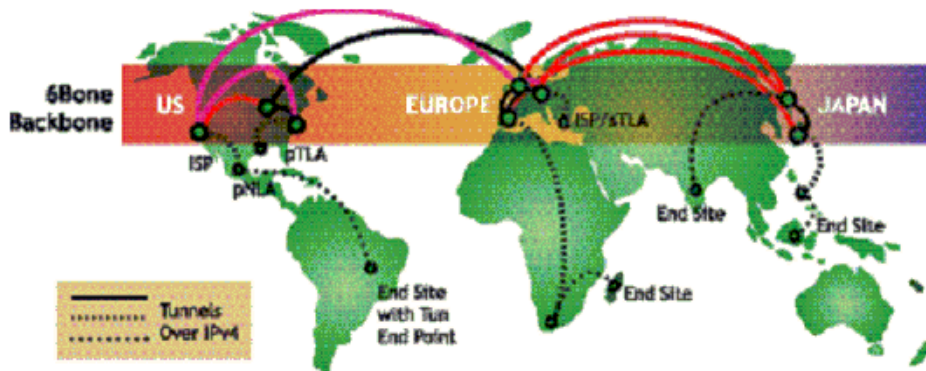 6Bone
Backbone
US
EUROPE
JAPAN
ISP
pTLA
pNLA
ISP/sTLA
End Site
with Tun
End Point
End Site
End Site
End Site
Tunnels
Over IPv4